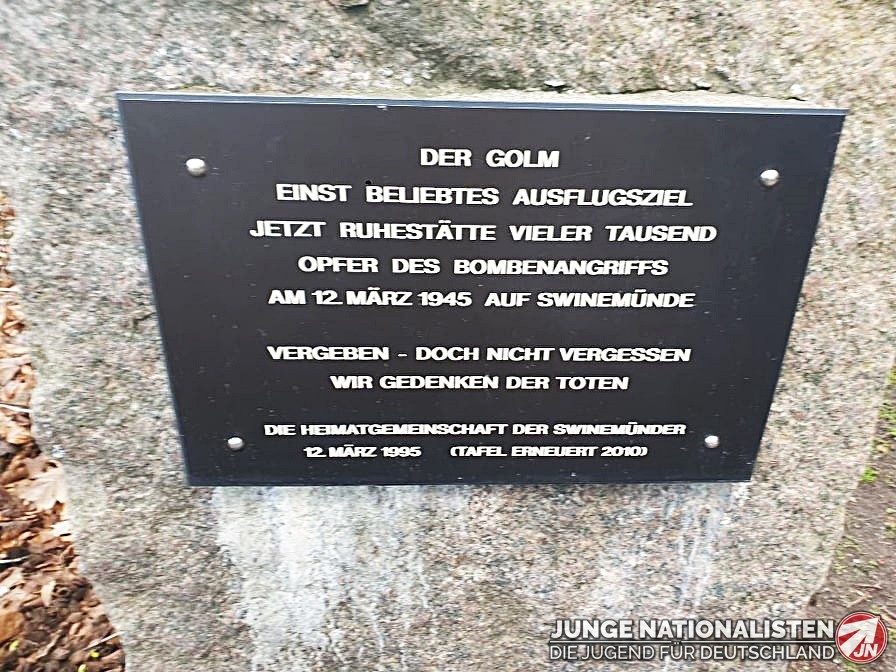 DER GOLM
EINST BELIEBTES AUSFLUGSZIEL
JETZT RUHESTÄTTE VIELER TAUSEND
OPFER DES BOMBENANGRIFFS
AM 12. MÄRZ 1945 AUF SWINEMÜNDE
VERGEBEN - DOCH NICHT VERGESSEN
WIR GEDENKEN DER TOTEN
DIE HEIMATGEMEINSCHAFT DER SWINEMÜNDER
12. MÄRZ 1995 (TAFEL ERNEUERT 2010)
JUNGE NATIONALISTEN
DIE JUGEND FÜR DEUTSCHLAND
JN